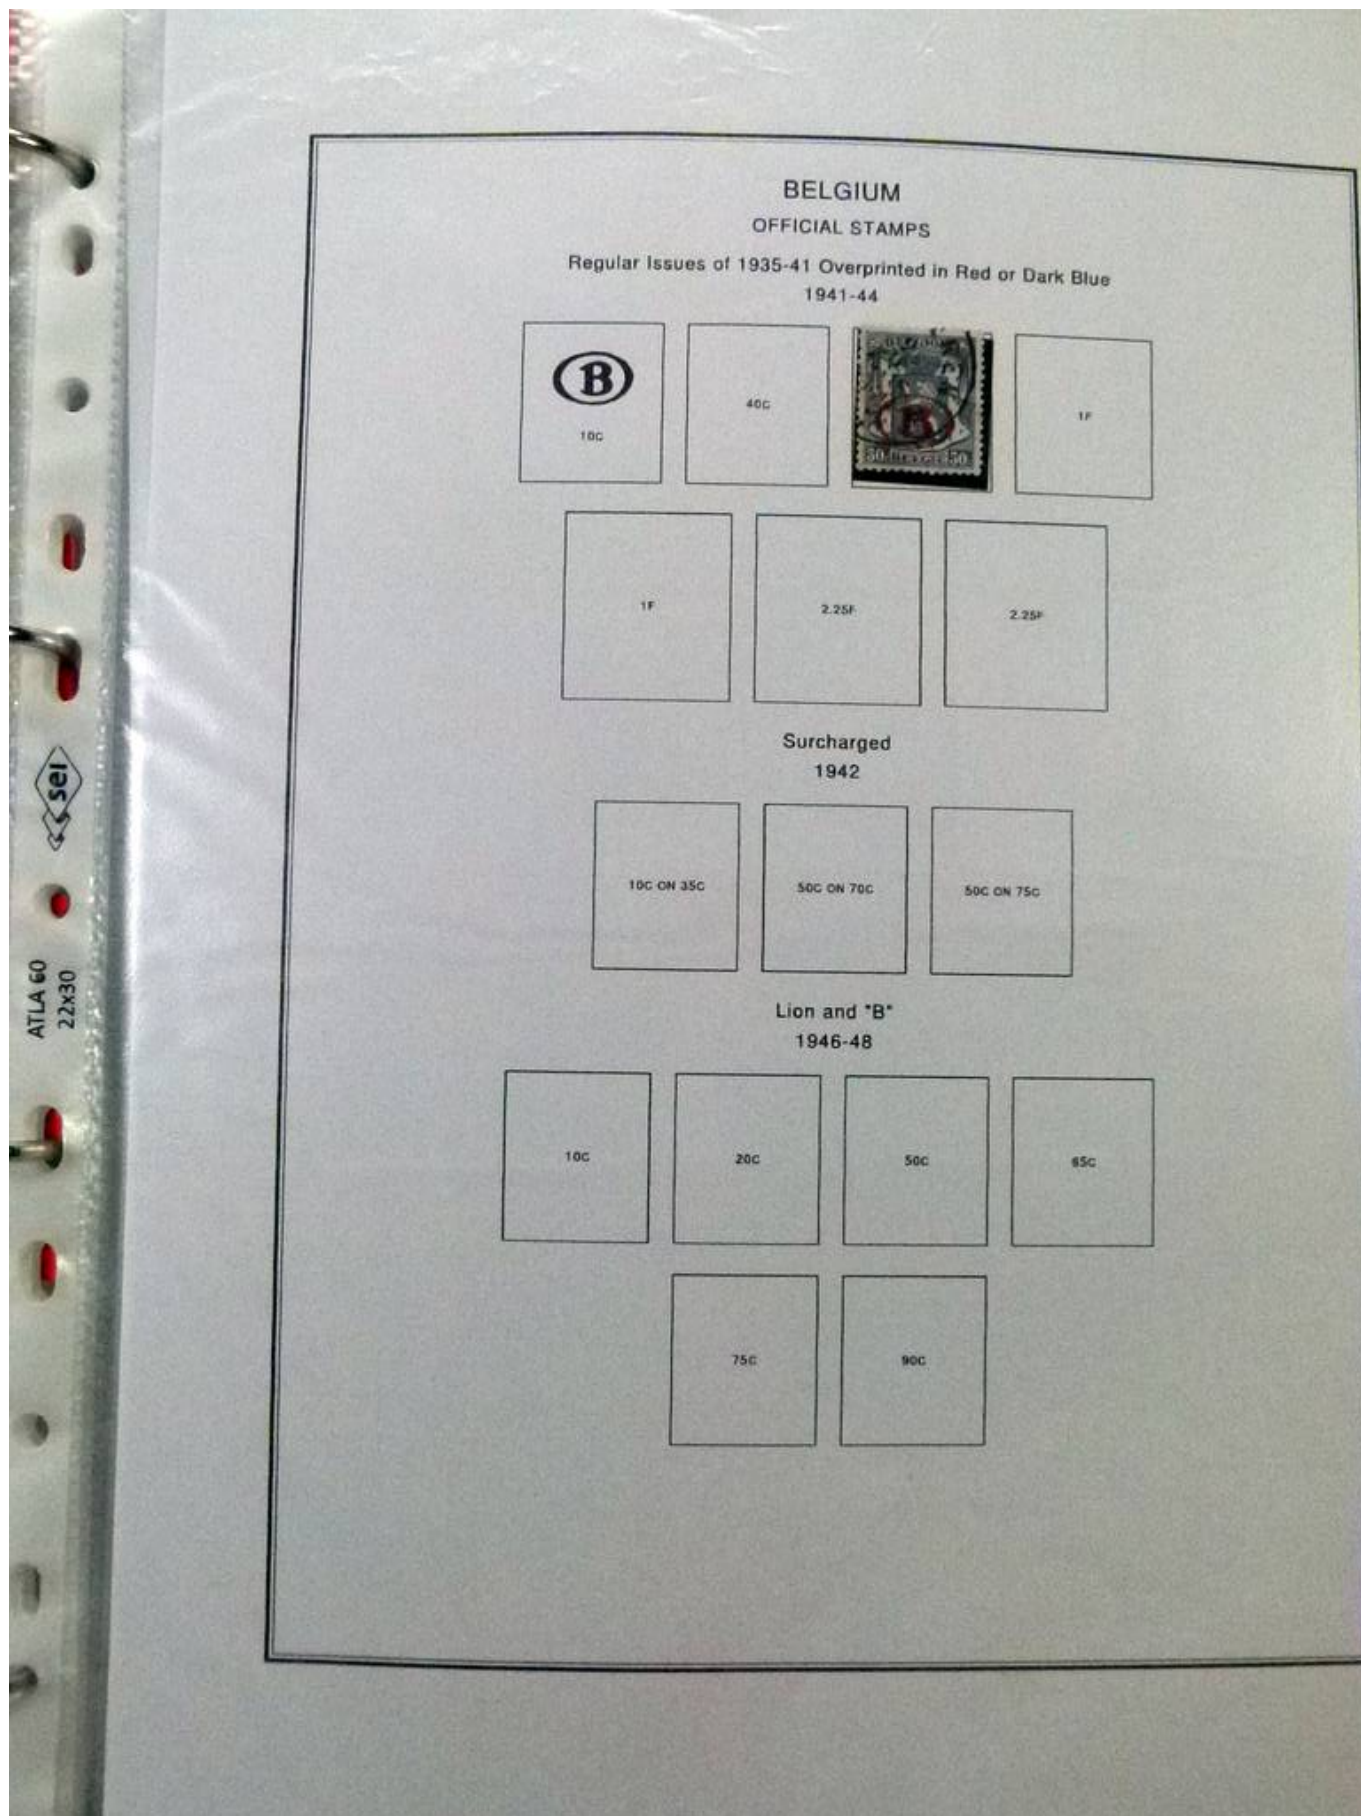 BELGIUM
OFFICIAL STAMPS
Regular Issues of 1935-41 Overprinted in Red or Dark Blue
1941-44
B
10C
40C
B
50 50
1F
1F
2.25F
2.25F
Surcharged
1942
10C ON 35C
50C ON 70C
50C ON 75C
Lion and "B"
1946-48
10C
20C
50C
65C
75C
90C
sei
ATLA 60
22x30